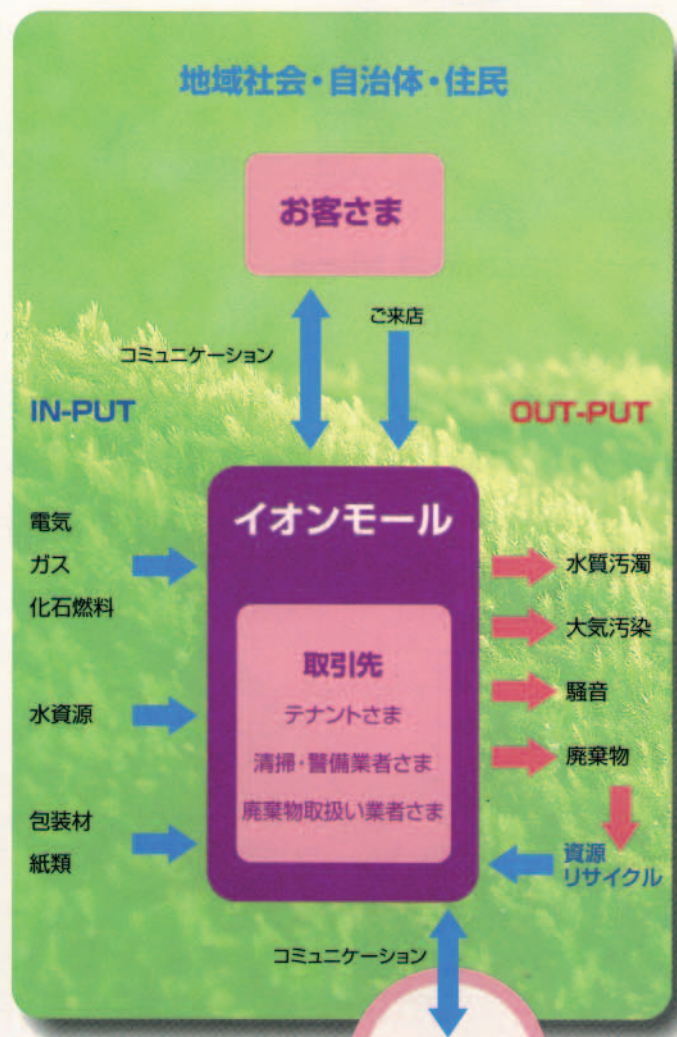 地域社会・自治体・住民
お客さま
ご来店
コミュニケーション
IN-PUT
OUT-PUT
イオンモール
電気
ガス
化石燃料
水資源
包装材
紙類
取引先
テナントさま
清掃・警備業者さま
廃棄物取扱い業者さま
水質汚濁
大気汚染
騒音
廃棄物
資源
リサイクル
コミュニケーション